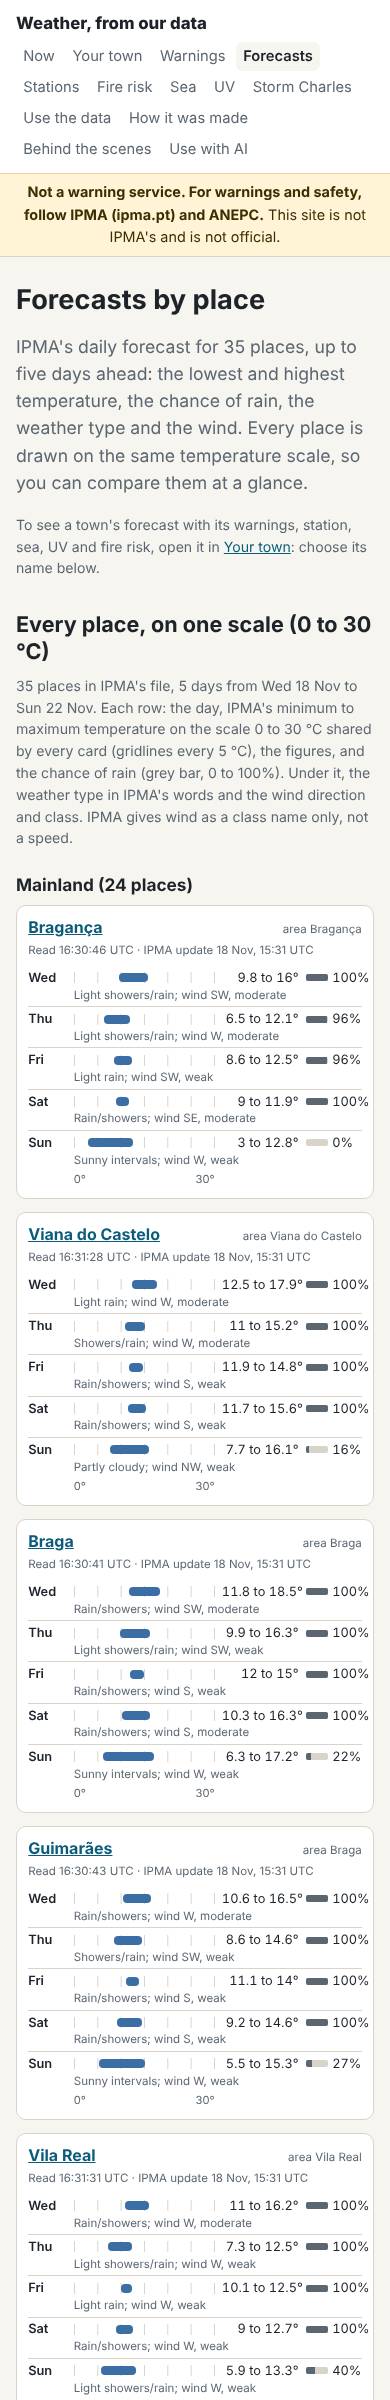 Weather, from our data
Now Your town Warnings Forecasts
Stations Fire risk Sea UV Storm Charles
Use the data How it was made
Behind the scenes Use with AI
Not a warning service. For warnings and safety,
follow IPMA (ipma.pt) and ANEPC. This site is not
IPMA's and is not official.
Forecasts by place
IPMA's daily forecast for 35 places, up to
five days ahead: the lowest and highest
temperature, the chance of rain, the
weather type and the wind. Every place is
drawn on the same temperature scale, so
you can compare them at a glance.
To see a town's forecast with its warnings, station,
sea, UV and fire risk, open it in Your town: choose its
name below.
Every place, on one scale (0 to 30
°C)
35 places in IPMA's file, 5 days from Wed 18 Nov to
Sun 22 Nov. Each row: the day, IPMA's minimum to
maximum temperature on the scale 0 to 30 °C shared
by every card (gridlines every 5 °C), the figures, and
the chance of rain (grey bar, 0 to 100%). Under it, the
weather type in IPMA's words and the wind direction
and class. IPMA gives wind as a class name only, not
a speed.
Mainland (24 places)
Bragança area Bragança
Read 16:30:46 UTC · IPMA update 18 Nov, 15:31 UTC
Wed 9.8 to 16° 100%
Light showers/rain; wind SW, moderate
Thu 6.5 to 12.1° 96%
Light showers/rain; wind W, moderate
Fri 8.6 to 12.5° 96%
Light rain; wind SW, weak
Sat 9 to 11.9° 100%
Rain/showers; wind SE, moderate
Sun 3 to 12.8° 0%
Sunny intervals; wind W, weak
0° 30°
Viana do Castelo area Viana do Castelo
Read 16:31:28 UTC · IPMA update 18 Nov, 15:31 UTC
Wed 12.5 to 17.9° 100%
Light rain; wind W, moderate
Thu 11 to 15.2° 100%
Showers/rain; wind W, moderate
Fri 11.9 to 14.8° 100%
Rain/showers; wind S, weak
Sat 11.7 to 15.6° 100%
Rain/showers; wind S, weak
Sun 7.7 to 16.1° 16%
Partly cloudy; wind NW, weak
0° 30°
Braga area Braga
Read 16:30:41 UTC · IPMA update 18 Nov, 15:31 UTC
Wed 11.8 to 18.5° 100%
Rain/showers; wind SW, moderate
Thu 9.9 to 16.3° 100%
Light showers/rain; wind SW, weak
Fri 12 to 15° 100%
Rain/showers; wind S, weak
Sat 10.3 to 16.3° 100%
Rain/showers; wind S, moderate
Sun 6.3 to 17.2° 22%
Sunny intervals; wind W, weak
0° 30°
Guimarães area Braga
Read 16:30:43 UTC · IPMA update 18 Nov, 15:31 UTC
Wed 10.6 to 16.5° 100%
Rain/showers; wind W, moderate
Thu 8.6 to 14.6° 100%
Showers/rain; wind SW, weak
Fri 11.1 to 14° 100%
Rain/showers; wind S, weak
Sat 9.2 to 14.6° 100%
Rain/showers; wind S, weak
Sun 5.5 to 15.3° 27%
Sunny intervals; wind W, weak
0° 30°
Vila Real area Vila Real
Read 16:31:31 UTC · IPMA update 18 Nov, 15:31 UTC
Wed 11 to 16.2° 100%
Rain/showers; wind W, moderate
Thu 7.3 to 12.5° 100%
Light showers/rain; wind W, weak
Fri 10.1 to 12.5° 100%
Light rain; wind W, weak
Sat 9 to 12.7° 100%
Rain/showers; wind W, weak
Sun 5.9 to 13.3° 40%
Sunny intervals; wind W, weak